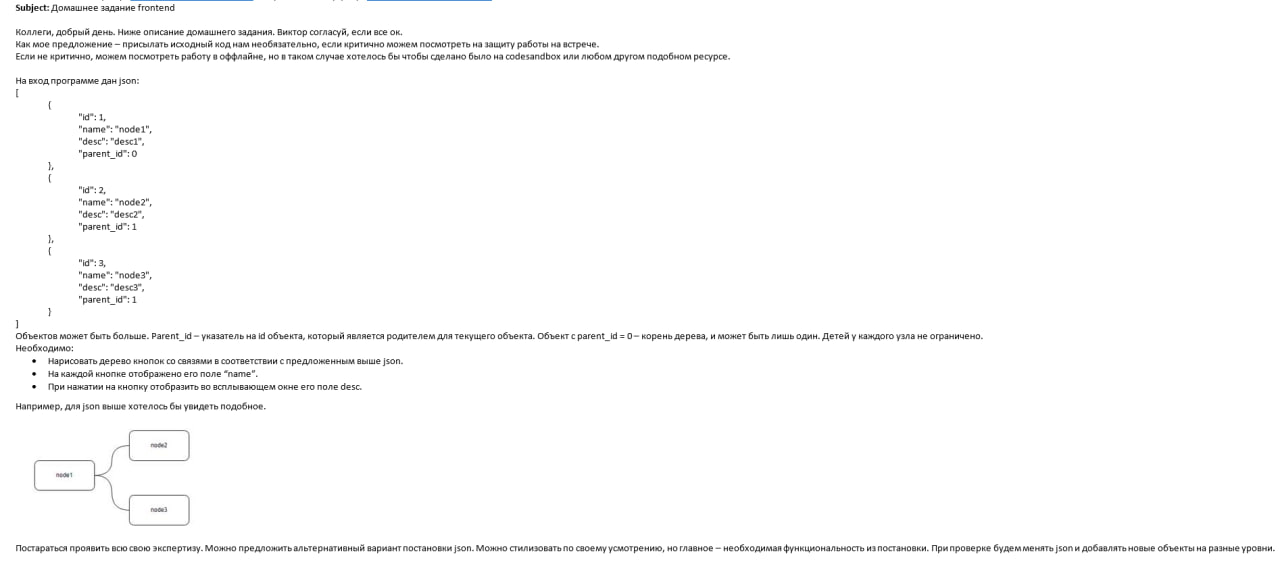 Subject: Домашнее задание frontend
Коллеги, добрый день. Ниже описание домашнего задания. Виктор согласуй, если все ок.
Как мое предложение – присылать исходный код нам необязательно, если критично можем посмотреть на защиту работы на встрече.
Если не критично, можем посмотреть работу в оффлайне, но в таком случае хотелось бы чтобы сделано было на codesandbox или любом другом подобном ресурсе.
На вход программе дан json:
[
{
"id": 1,
"name": "node1",
"desc": "desc1",
"parent_id": 0
},
{
"id": 2,
"name": "node2",
"desc": "desc2",
"parent_id": 1
},
{
"id": 3,
"name": "node3",
"desc": "desc3",
"parent_id": 1
}
]
Объектов может быть больше. Parent_id – указатель на id объекта, который является родителем для текущего объекта. Объект с parent_id = 0 – корень дерева, и может быть лишь один. Детей у каждого узла не ограничено.
Необходимо:
• Нарисовать дерево кнопок со связями в соответствии с предложенным выше json.
• На каждой кнопке отображено его поле "name".
• При нажатии на кнопку отобразить во всплывающем окне его поле desc.
Например, для json выше хотелось бы увидеть подобное.
node2
node1
node3
Постараться проявить всю свою экспертизу. Можно предложить альтернативный вариант постановки json. Можно стилизовать по своему усмотрению, но главное – необходимая функциональность из постановки. При проверке будем менять json и добавлять новые объекты на разные уровни.